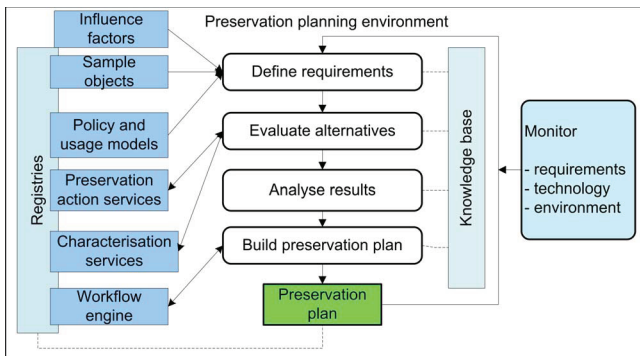 Preservation planning environment
Influence
factors
Sample
objects
Policy and
usage models
Preservation
action services
Characterisation
services
Workflow
engine
Registries
Define requirements
Evaluate alternatives
Analyse results
Build preservation plan
Preservation
plan
Knowledge base
Monitor
- requirements
- technology
- environment